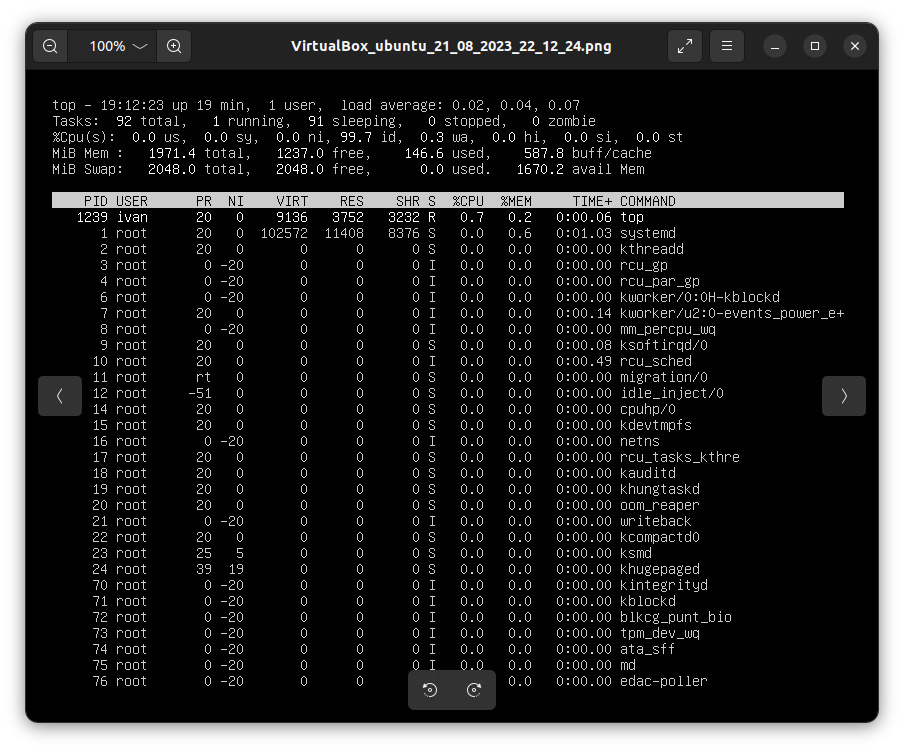 100%
VirtualBox_ubuntu_21_08_2023_22_12_24.png
top - 19:12:23 up 19 min,  1 user,  load average: 0.02, 0.04, 0.07
Tasks:  92 total,   1 running,  91 sleeping,   0 stopped,   0 zombie
%Cpu(s):  0.0 us,  0.0 sy,  0.0 ni, 99.7 id,  0.3 wa,  0.0 hi,  0.0 si,  0.0 st
MiB Mem :   1971.4 total,   1237.0 free,    146.6 used,    587.8 buff/cache
MiB Swap:   2048.0 total,   2048.0 free,      0.0 used.   1670.2 avail Mem
PID USER      PR  NI    VIRT    RES    SHR S  %CPU  %MEM     TIME+ COMMAND
1239 ivan      20   0    9136   3752   3232 R   0.7   0.2   0:00.06 top
1 root      20   0  102572  11408   8376 S   0.0   0.6   0:01.03 systemd
2 root      20   0       0      0      0 S   0.0   0.0   0:00.00 kthreadd
3 root       0 -20       0      0      0 I   0.0   0.0   0:00.00 rcu_gp
4 root       0 -20       0      0      0 I   0.0   0.0   0:00.00 rcu_par_gp
6 root       0 -20       0      0      0 I   0.0   0.0   0:00.00 kworker/0:0H-kblockd
7 root      20   0       0      0      0 I   0.0   0.0   0:00.14 kworker/u2:0-events_power_e+
8 root       0 -20       0      0      0 I   0.0   0.0   0:00.00 mm_percpu_wq
9 root      20   0       0      0      0 S   0.0   0.0   0:00.08 ksoftirqd/0
10 root      20   0       0      0      0 I   0.0   0.0   0:00.49 rcu_sched
11 root      rt   0       0      0      0 S   0.0   0.0   0:00.00 migration/0
12 root     -51   0       0      0      0 S   0.0   0.0   0:00.00 idle_inject/0
14 root      20   0       0      0      0 S   0.0   0.0   0:00.00 cpuhp/0
15 root      20   0       0      0      0 S   0.0   0.0   0:00.00 kdevtmpfs
16 root       0 -20       0      0      0 I   0.0   0.0   0:00.00 netns
17 root      20   0       0      0      0 S   0.0   0.0   0:00.00 rcu_tasks_kthre
18 root      20   0       0      0      0 S   0.0   0.0   0:00.00 kauditd
19 root      20   0       0      0      0 S   0.0   0.0   0:00.00 khungtaskd
20 root      20   0       0      0      0 S   0.0   0.0   0:00.00 oom_reaper
21 root       0 -20       0      0      0 I   0.0   0.0   0:00.00 writeback
22 root      20   0       0      0      0 S   0.0   0.0   0:00.00 kcompactd0
23 root      25   5       0      0      0 S   0.0   0.0   0:00.00 ksmd
24 root      39  19       0      0      0 S   0.0   0.0   0:00.00 khugepaged
70 root       0 -20       0      0      0 I   0.0   0.0   0:00.00 kintegrityd
71 root       0 -20       0      0      0 I   0.0   0.0   0:00.00 kblockd
72 root       0 -20       0      0      0 I   0.0   0.0   0:00.00 blkcg_punt_bio
73 root       0 -20       0      0      0 I   0.0   0.0   0:00.00 tpm_dev_wq
74 root       0 -20       0      0      0 I   0.0   0.0   0:00.00 ata_sff
75 root       0 -20       0      0      0 I   0.0   0.0   0:00.00 md
76 root       0 -20       0      0   0.0   0:00.00 edac-poller